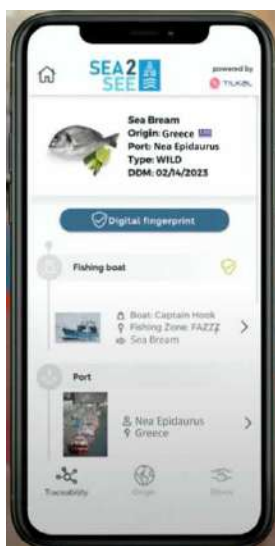 SEA2
SEE
powered by
TILKAL
Sea Bream
Origin: Greece
Port: Nea Epidaurus
Type: WILD
DDM: 02/14/2023
Digital fingerprint
Fishing boat
Boat: Captain Hook
Fishing Zone: FAZZZ
Sea Bream
Port
Nea Epidaurus
Greece
Traceability
Origin